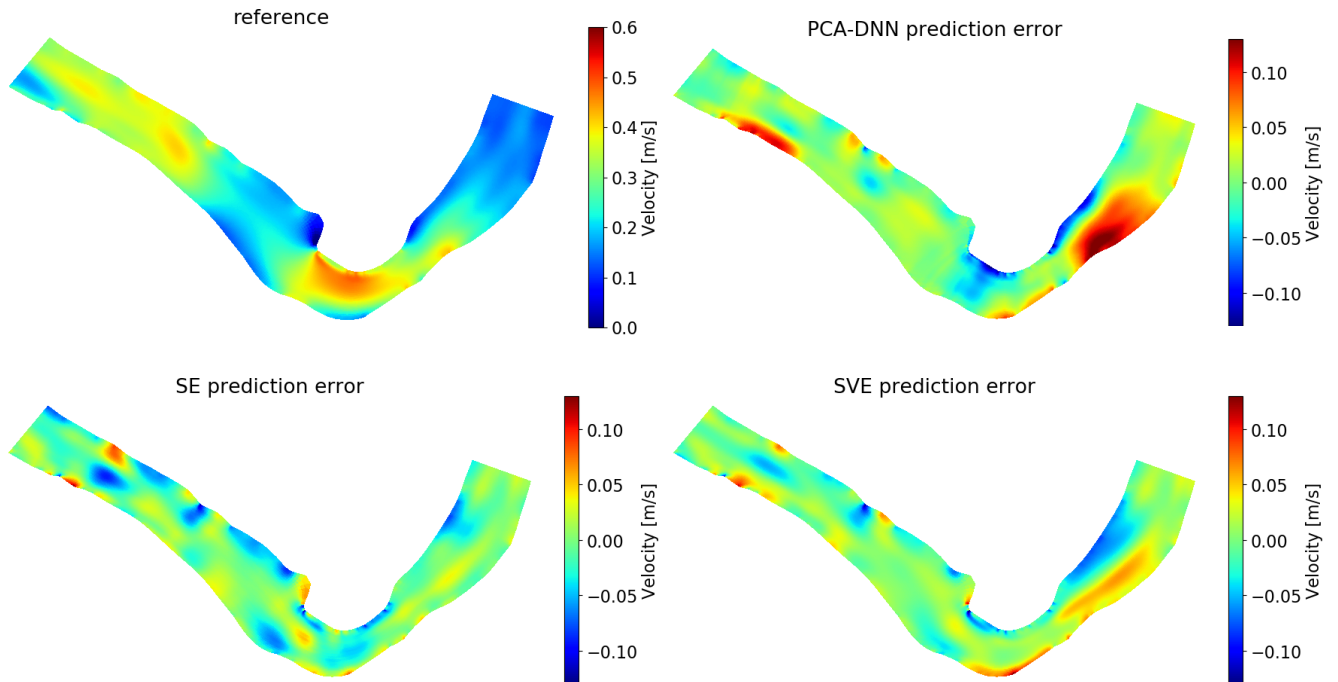 reference
0.6
0.5
0.4
0.3
0.2
0.1
0.0
Velocity [m/s]
PCA-DNN prediction error
0.10
0.05
0.00
−0.05
−0.10
Velocity [m/s]
SE prediction error
0.10
0.05
0.00
−0.05
−0.10
Velocity [m/s]
SVE prediction error
0.10
0.05
0.00
−0.05
−0.10
Velocity [m/s]